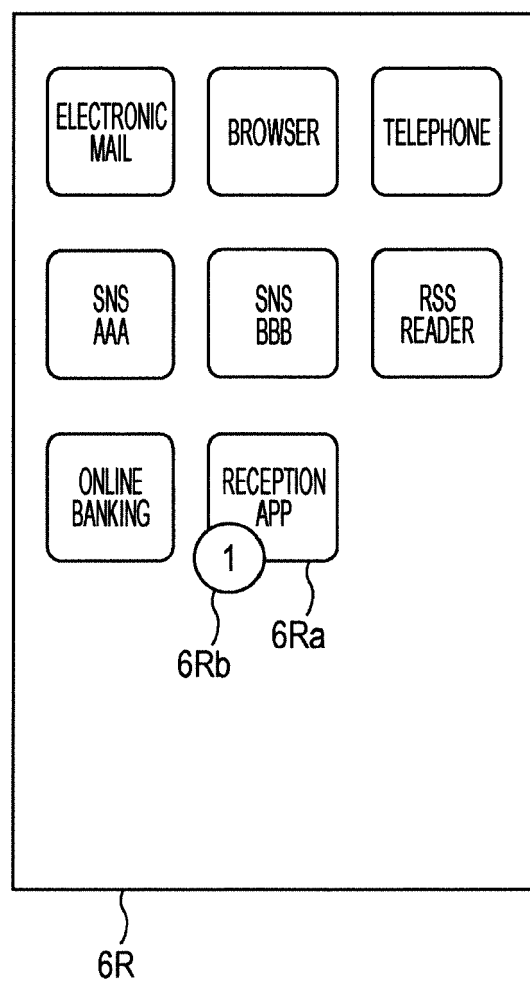 ELECTRONIC
MAIL
BROWSER
TELEPHONE
SNS
AAA
SNS
BBB
RSS
READER
ONLINE
BANKING
RECEPTION
APP
1
6Rb
6Ra
6R